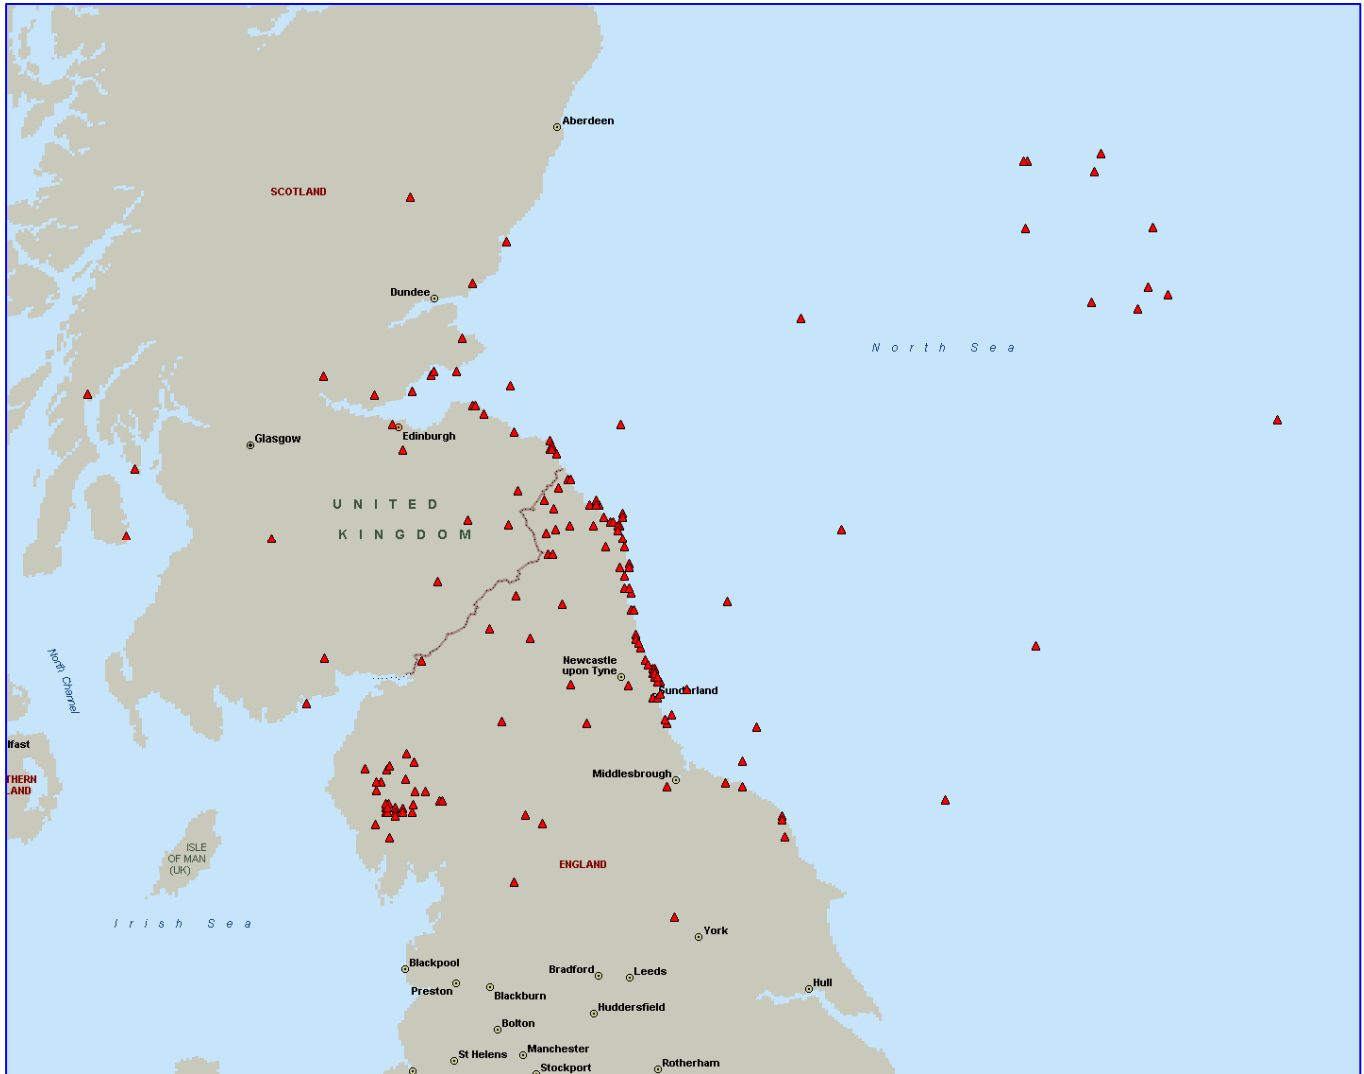 Aberdeen
SCOTLAND
Dundee
North Sea
Glasgow
Edinburgh
UNITED
KINGDOM
North Channel
Newcastle
upon Tyne
Sunderland
lfast
THERN
LAND
Middlesbrough
ISLE
OF MAN
(UK)
ENGLAND
Irish Sea
York
Blackpool
Bradford
Leeds
Preston
Blackburn
Hull
Huddersfield
Bolton
Manchester
St Helens
Rotherham
Stockport